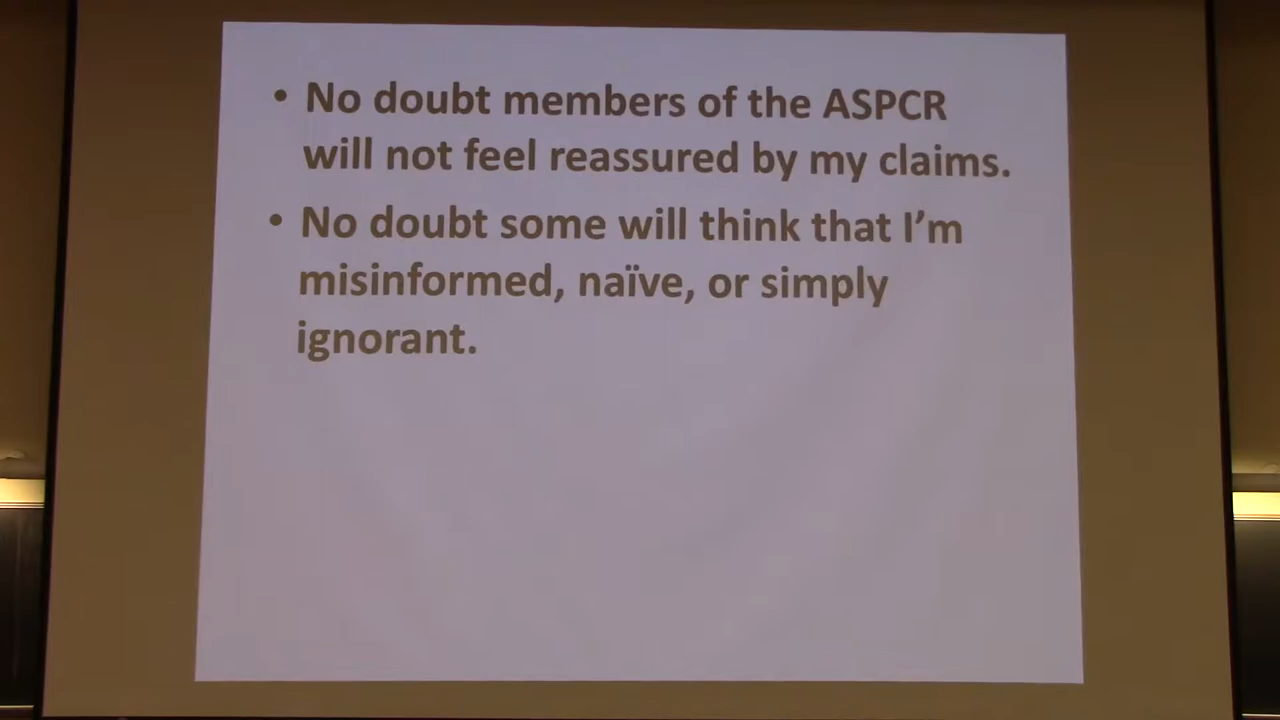 • No doubt members of the ASPCR
will not feel reassured by my claims.
• No doubt some will think that I’m
misinformed, naïve, or simply
ignorant.